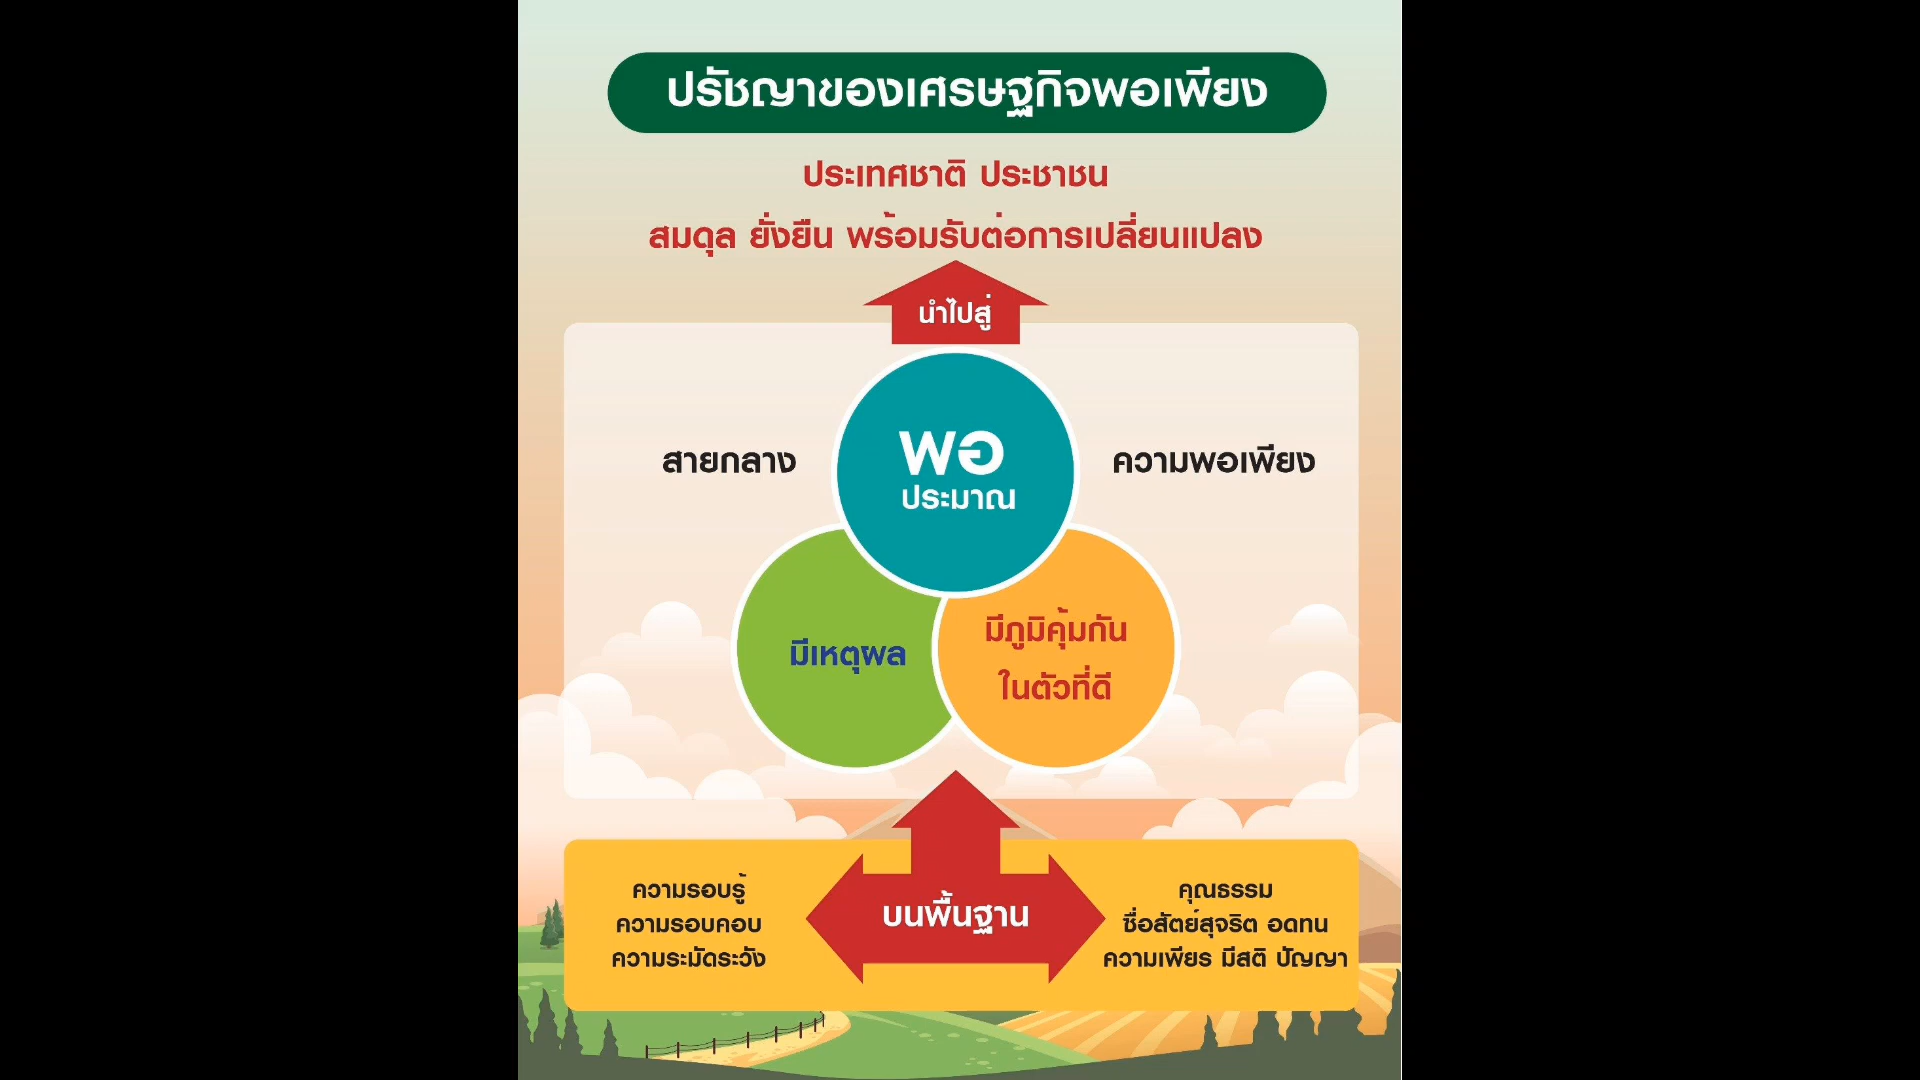 ปรัชญาของเศรษฐกิจพอเพียง
ประเทศชาติ ประชาชน
สมดุล ยั่งยืน พร้อมรับต่อการเปลี่ยนแปลง
นำไปสู่
สายกลาง
พอ
ประมาณ
ความพอเพียง
มีเหตุผล
มีภูมิคุ้มกัน
ในตัวที่ดี
ความรอบรู้
ความรอบคอบ
ความระมัดระวัง
บนพื้นฐาน
คุณธรรม
ซื่อสัตย์สุจริต อดทน
ความเพียร มีสติ ปัญญา